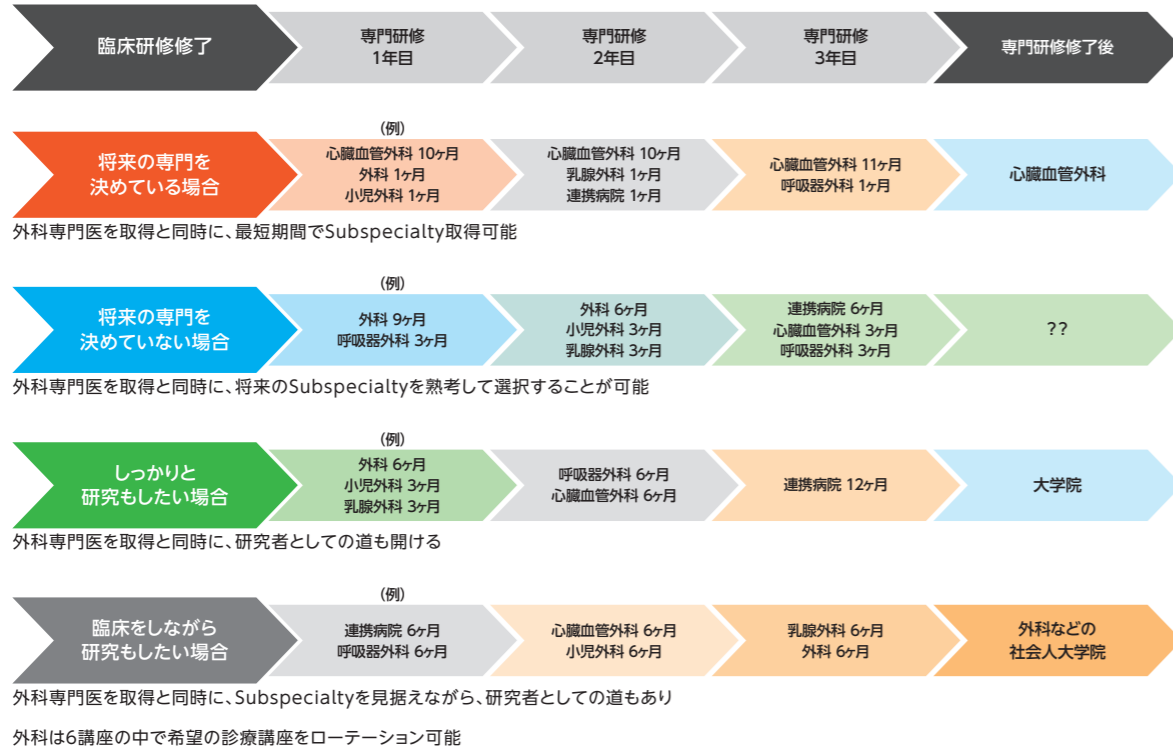 臨床研修修了
専門研修
1年目
専門研修
2年目
専門研修
3年目
専門研修修了後
将来の専門を
決めている場合
(例)
心臓血管外科 10ヶ月
外科 1ヶ月
小児外科 1ヶ月
心臓血管外科 10ヶ月
乳腺外科 1ヶ月
連携病院 1ヶ月
心臓血管外科 11ヶ月
呼吸器外科 1ヶ月
心臓血管外科
外科専門医を取得と同時に、最短期間でSubspecialty取得可能
将来の専門を
決めていない場合
(例)
外科 9ヶ月
呼吸器外科 3ヶ月
外科 6ヶ月
小児外科 3ヶ月
乳腺外科 3ヶ月
連携病院 6ヶ月
心臓血管外科 3ヶ月
呼吸器外科 3ヶ月
??
外科専門医を取得と同時に、将来のSubspecialtyを熟考して選択することが可能
しっかりと
研究もしたい場合
(例)
外科 6ヶ月
小児外科 3ヶ月
乳腺外科 3ヶ月
呼吸器外科 6ヶ月
心臓血管外科 6ヶ月
連携病院 12ヶ月
大学院
外科専門医を取得と同時に、研究者としての道も開ける
臨床をしながら
研究もしたい場合
(例)
連携病院 6ヶ月
呼吸器外科 6ヶ月
心臓血管外科 6ヶ月
小児外科 6ヶ月
乳腺外科 6ヶ月
外科 6ヶ月
外科などの
社会人大学院
外科専門医を取得と同時に、Subspecialtyを見据えながら、研究者としての道もあり
外科は6講座の中で希望の診療講座をローテーション可能